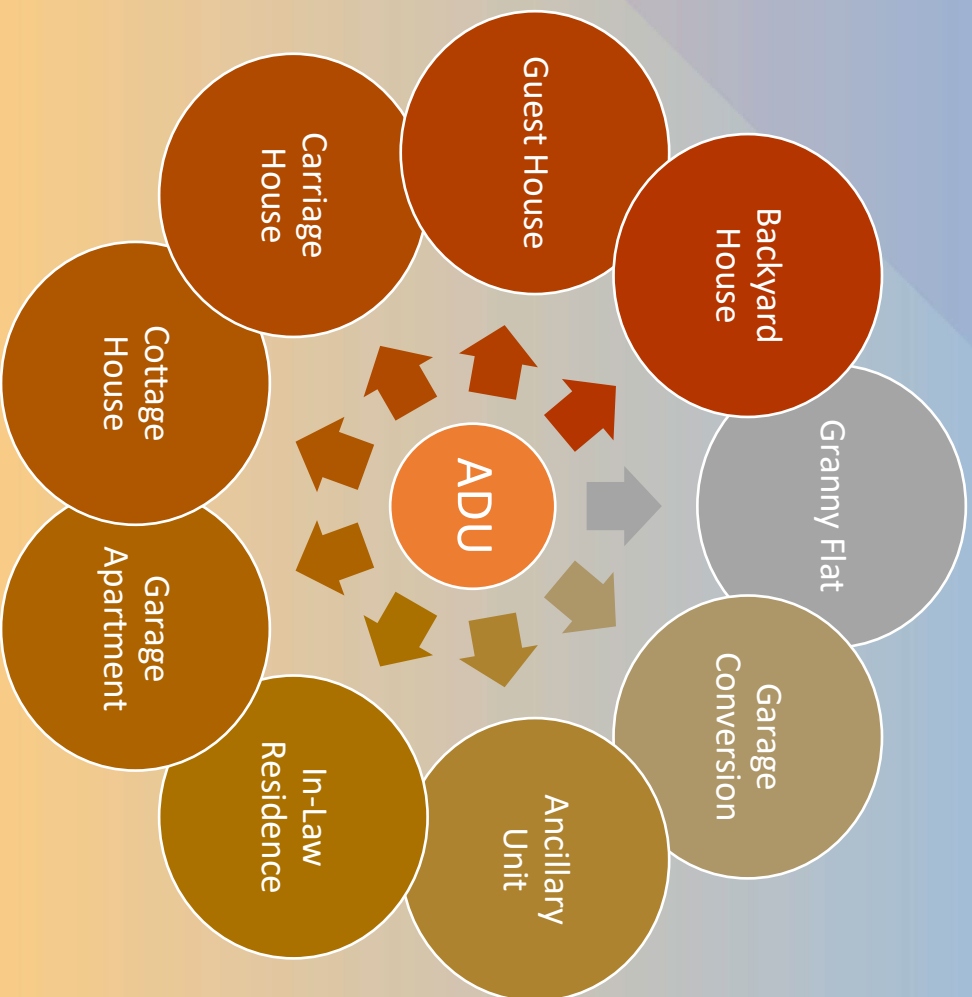 ADU
Granny Flat
Garage
Conversion
Ancillary
Unit
In-Law
Residence
Garage
Apartment
Cottage
House
Carriage
House
Guest House
Backyard
House